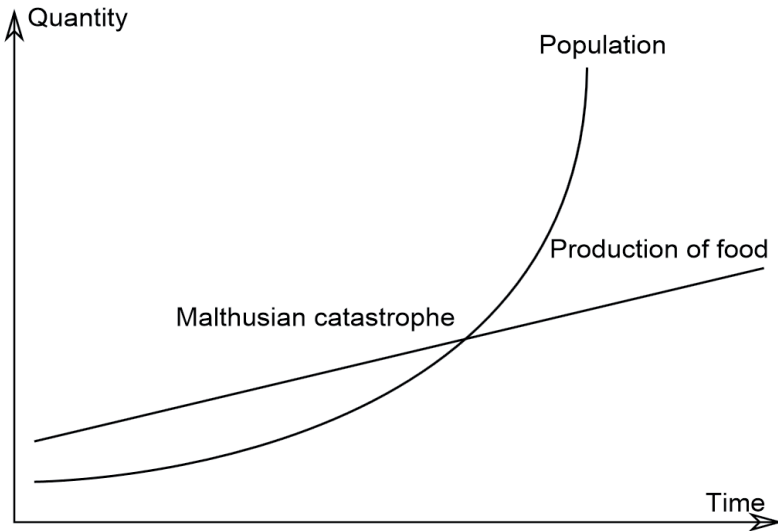 Quantity
Population
Production of food
Malthusian catastrophe
Time